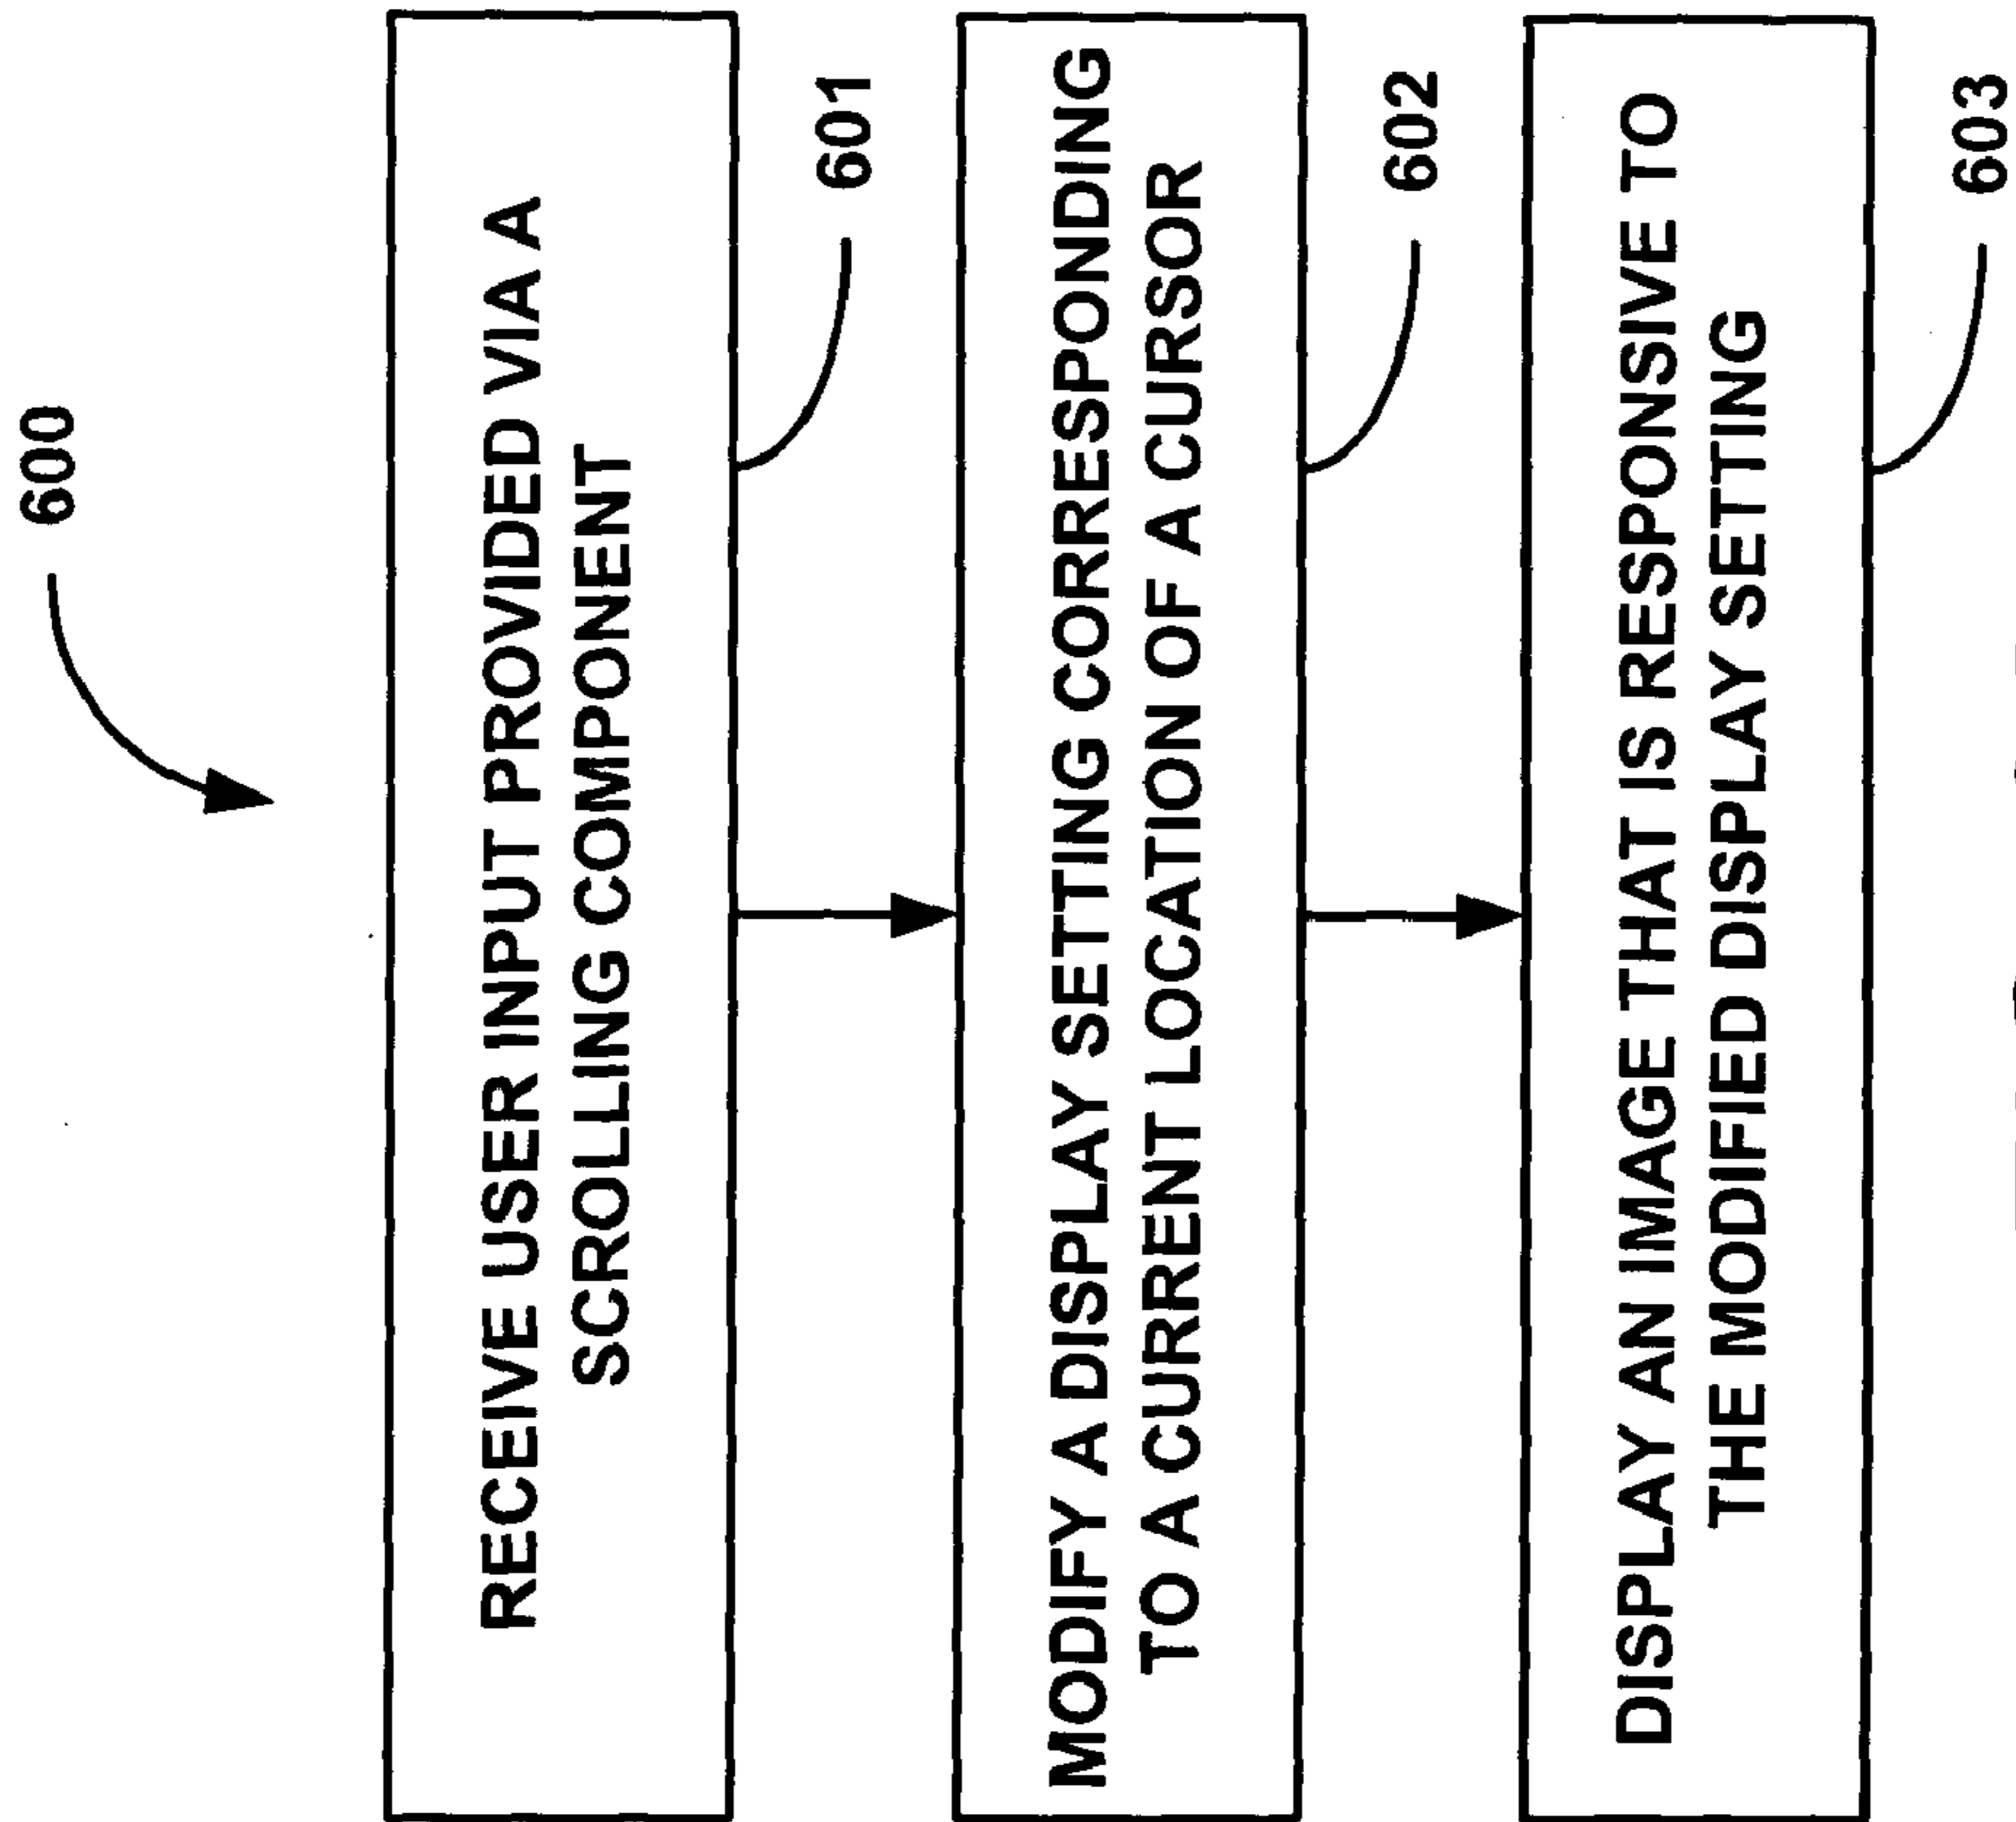 600
RECEIVE USER INPUT PROVIDED VIA A
SCROLLING COMPONENT
601
MODIFY A DISPLAY SETTING CORRESPONDING
TO A CURRENT LOCATION OF A CURSOR
602
DISPLAY AN IMAGE THAT IS RESPONSIVE TO
THE MODIFIED DISPLAY SETTING
603